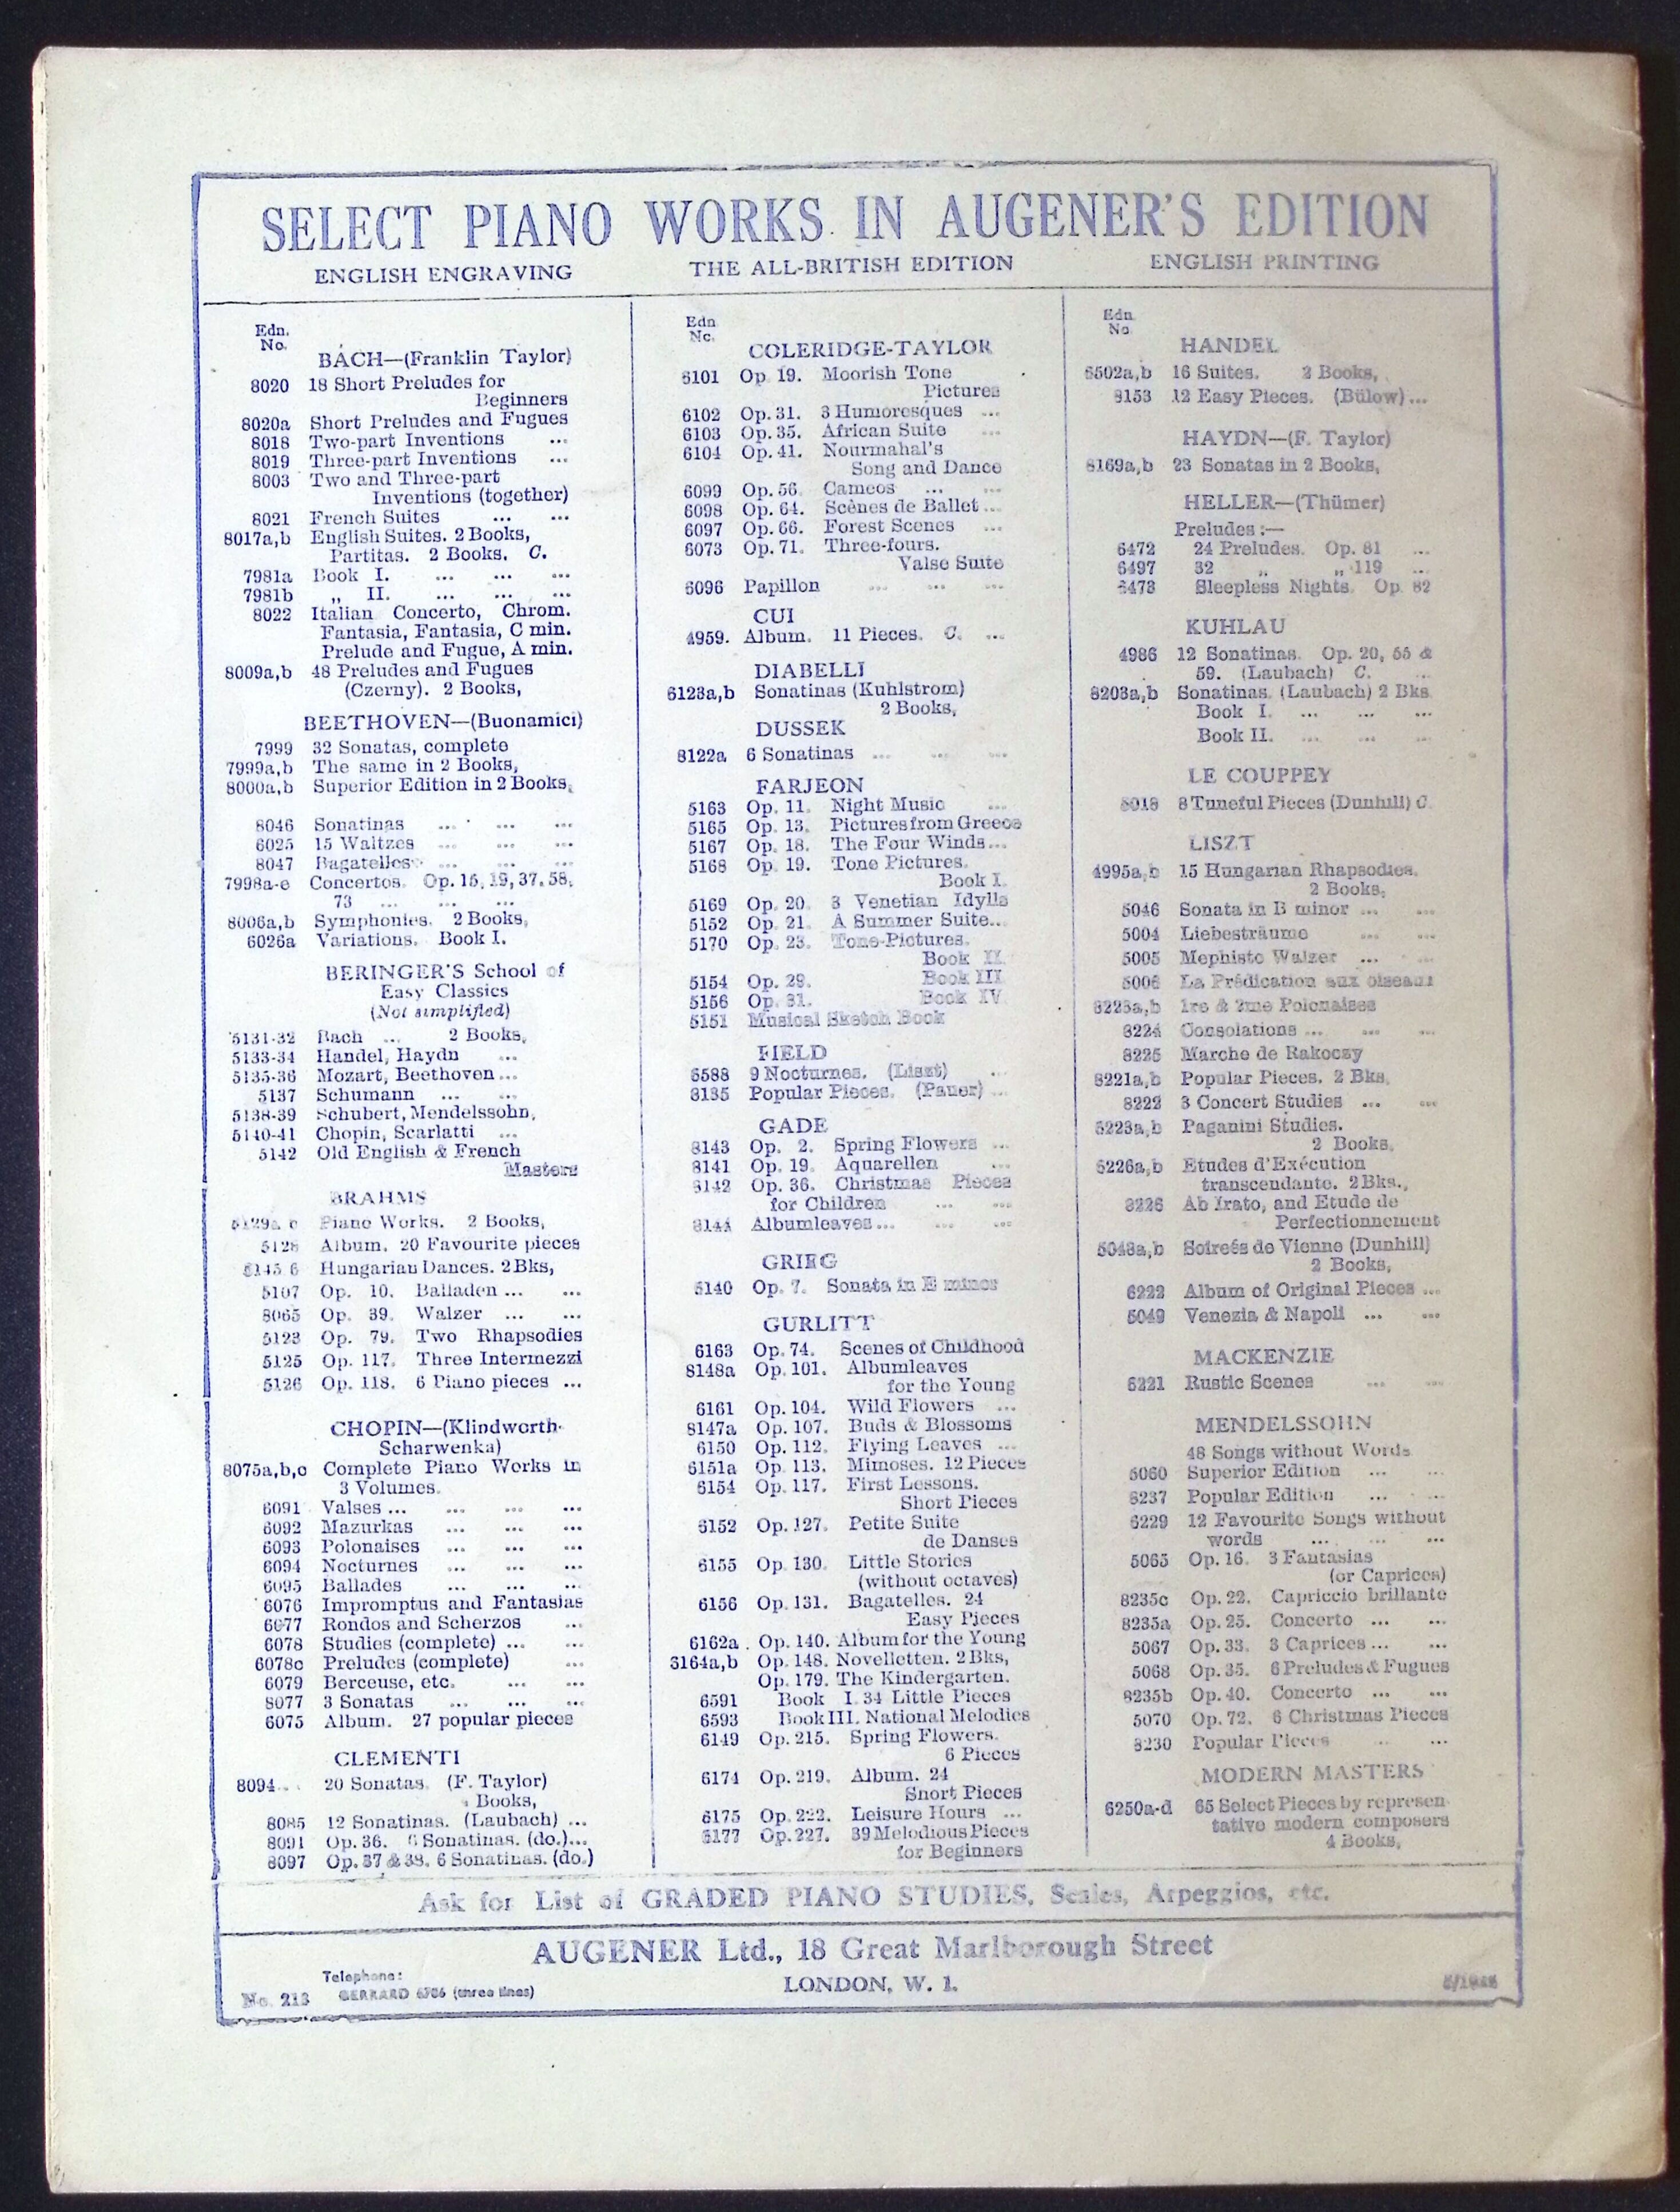 SELECT PIANO WORKS IN AUGENER'S EDITION
ENGLISH ENGRAVING THE ALL-BRITISH EDITION ENGLISH PRINTING
Edn.
No.
BACH—(Franklin Taylor)
8020 18 Short Preludes for
Beginners
8020a Short Preludes and Fugues
8018 Two-part Inventions ...
8019 Three-part Inventions ...
8003 Two and Three-part
Inventions (together)
8021 French Suites ... ...
8017a,b English Suites. 2 Books,
Partitas. 2 Books. C.
7981a Book I. ... ... ...
7981b „ II. ... ... ...
8022 Italian Concerto, Chrom.
Fantasia, Fantasia, C min.
Prelude and Fugue, A min.
8009a,b 48 Preludes and Fugues
(Czerny). 2 Books,
BEETHOVEN—(Buonamici)
7999 32 Sonatas, complete
7999a,b The same in 2 Books,
8000a,b Superior Edition in 2 Books,
8046 Sonatinas ... ... ...
6025 15 Waltzes ... ... ...
8047 Bagatelles ... ... ...
7998a-e Concertos. Op. 15, 19, 37, 58,
73 ... ... ...
8006a,b Symphonies. 2 Books,
6026a Variations. Book I.
BERINGER'S School of
Easy Classics
(Not simplified)
5131-32 Bach ... 2 Books,
5133-34 Handel, Haydn ...
5135-36 Mozart, Beethoven ...
5137 Schumann ... ...
5138-39 Schubert, Mendelssohn,
5140-41 Chopin, Scarlatti ...
5142 Old English & French
Masters
BRAHMS
Piano Works. 2 Books,
5128 Album. 20 Favourite pieces
Hungarian Dances. 2 Bks,
5107 Op. 10. Balladen ... ...
8065 Op. 39. Walzer ... ...
5123 Op. 79. Two Rhapsodies
5125 Op. 117. Three Intermezzi
5126 Op. 118. 6 Piano pieces ...
CHOPIN—(Klindworth-
Scharwenka)
8075a,b,c Complete Piano Works in
3 Volumes.
6091 Valses ... ... ... ...
6092 Mazurkas ... ... ...
6093 Polonaises ... ... ...
6094 Nocturnes ... ... ...
6095 Ballades ... ... ...
6076 Impromptus and Fantasias
6077 Rondos and Scherzos ...
6078 Studies (complete) ... ...
6078c Preludes (complete) ...
6079 Berceuse, etc. ... ...
8077 3 Sonatas ... ... ...
6075 Album. 27 popular pieces
CLEMENTI
8094 20 Sonatas. (F. Taylor)
Books,
8085 12 Sonatinas. (Laubach) ...
8091 Op. 36. 6 Sonatinas. (do.)...
8097 Op. 37 & 38. 6 Sonatinas. (do.)
Edn
No.
COLERIDGE-TAYLOR
6101 Op. 19. Moorish Tone
Pictures
6102 Op. 31. 3 Humoresques ...
6103 Op. 35. African Suite ...
6104 Op. 41. Nourmahal's
Song and Dance
6099 Op. 56. Cameos ... ...
6098 Op. 64. Scènes de Ballet ...
6097 Op. 66. Forest Scenes ...
6073 Op. 71. Three-fours.
Valse Suite
6096 Papillon ... ... ...
CUI
4959. Album. 11 Pieces. C. ...
DIABELLI
6123a,b Sonatinas (Kuhlstrom)
2 Books,
DUSSEK
8122a 6 Sonatinas ... ... ...
FARJEON
5163 Op. 11. Night Music ...
5165 Op. 13. Pictures from Greece
5167 Op. 18. The Four Winds ...
5168 Op. 19. Tone Pictures.
Book I.
5169 Op. 20. 3 Venetian Idylls
5152 Op. 21. A Summer Suite...
5170 Op. 23. Tone-Pictures.
Book II
5154 Op. 29. Book III
5156 Op. 31. Book IV
5151 Musical Sketch Book
FIELD
6588 9 Nocturnes. (Liszt) ...
8135 Popular Pieces. (Pauer) ...
GADE
8143 Op. 2. Spring Flowers ...
8141 Op. 19. Aquarellen ...
8142 Op. 36. Christmas Pieces
for Children ... ...
8144 Albumleaves ... ... ...
GRIEG
5140 Op. 7. Sonata in E minor
GURLITT
6163 Op. 74. Scenes of Childhood
8148a Op. 101. Albumleaves
for the Young
6161 Op. 104. Wild Flowers ...
8147a Op. 107. Buds & Blossoms
6150 Op. 112. Flying Leaves ...
6151a Op. 113. Mimoses. 12 Pieces
6154 Op. 117. First Lessons.
Short Pieces
6152 Op. 127. Petite Suite
de Danses
6155 Op. 130. Little Stories
(without octaves)
6156 Op. 131. Bagatelles. 24
Easy Pieces
6162a Op. 140. Album for the Young
6164a,b Op. 148. Novelletten. 2 Bks,
Op. 179. The Kindergarten.
6591 Book I. 34 Little Pieces
6593 Book III. National Melodies
6149 Op. 215. Spring Flowers.
6 Pieces
6174 Op. 219. Album. 24
Short Pieces
6175 Op. 222. Leisure Hours ...
6177 Op. 227. 39 Melodious Pieces
for Beginners
Edn
No
HANDEL
6502a,b 16 Suites. 2 Books,
8153 12 Easy Pieces. (Bülow) ...
HAYDN—(F. Taylor)
8169a,b 23 Sonatas in 2 Books,
HELLER—(Thümer)
Preludes:—
6472 24 Preludes. Op. 81 ...
6497 32 „ „ 119 ...
6473 Sleepless Nights. Op. 82
KUHLAU
4986 12 Sonatinas. Op. 20, 55 &
59. (Laubach) C. ...
8203a,b Sonatinas. (Laubach) 2 Bks
Book I. ... ... ...
Book II. ... ... ...
LE COUPPEY
5018 8 Tuneful Pieces (Dunhill) C.
LISZT
4995a,b 15 Hungarian Rhapsodies.
2 Books,
5046 Sonata in B minor ... ...
5004 Liebesträume ... ...
5005 Mephisto Walzer ... ...
5006 La Prédication aux oiseaux
8228a,b 1re & 2me Polonaises
8224 Consolations ... ... ...
8225 Marche de Rakoczy
8221a,b Popular Pieces. 2 Bks,
8222 3 Concert Studies ... ...
5223a,b Paganini Studies.
2 Books,
6226a,b Etudes d'Exécution
transcendante. 2 Bks.,
8226 Ab Irato, and Etude de
Perfectionnement
5048a,b Soireés de Vienne (Dunhill)
2 Books,
6222 Album of Original Pieces ...
5049 Venezia & Napoli ... ...
MACKENZIE
6221 Rustic Scenes ... ...
MENDELSSOHN
48 Songs without Words
5060 Superior Edition ... ...
8237 Popular Edition ... ...
6229 12 Favourite Songs without
words ... ... ...
5065 Op. 16. 3 Fantasias
(or Caprices)
8235c Op. 22. Capriccio brillante
8235a Op. 25. Concerto ... ...
5067 Op. 33. 3 Caprices ... ...
5068 Op. 35. 6 Preludes & Fugues
8235b Op. 40. Concerto ... ...
5070 Op. 72. 6 Christmas Pieces
8230 Popular Pieces ... ...
MODERN MASTERS
6250a-d 65 Select Pieces by represen-
tative modern composers
4 Books,
Ask for List of GRADED PIANO STUDIES, Scales, Arpeggios, etc.
AUGENER Ltd., 18 Great Marlborough Street
LONDON, W. 1.
Telephone:
No. 213 GERRARD 6706 (three lines)